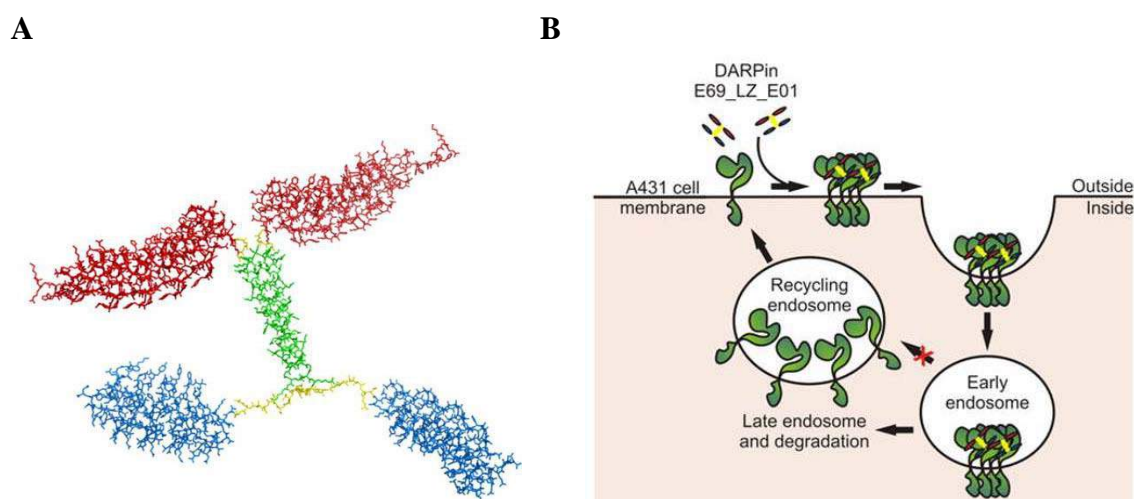 A
B
DARPin
E69_LZ_E01
A431 cell
membrane
Outside
Inside
Recycling
endosome
Early
endosome
Late endosome
and degradation